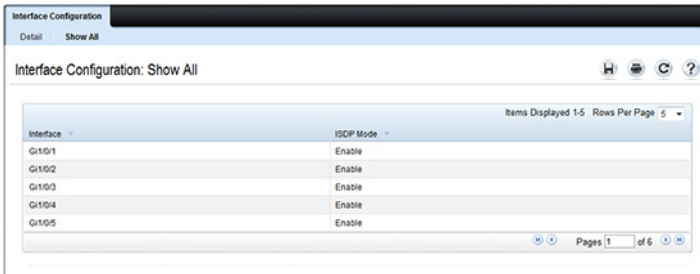 Interface Configuration
Detail Show All
Interface Configuration: Show All
Items Displayed 1-5 Rows Per Page 5
Interface ISDP Mode
Gi1/0/1 Enable
Gi1/0/2 Enable
Gi1/0/3 Enable
Gi1/0/4 Enable
Gi1/0/5 Enable
Pages 1 of 6